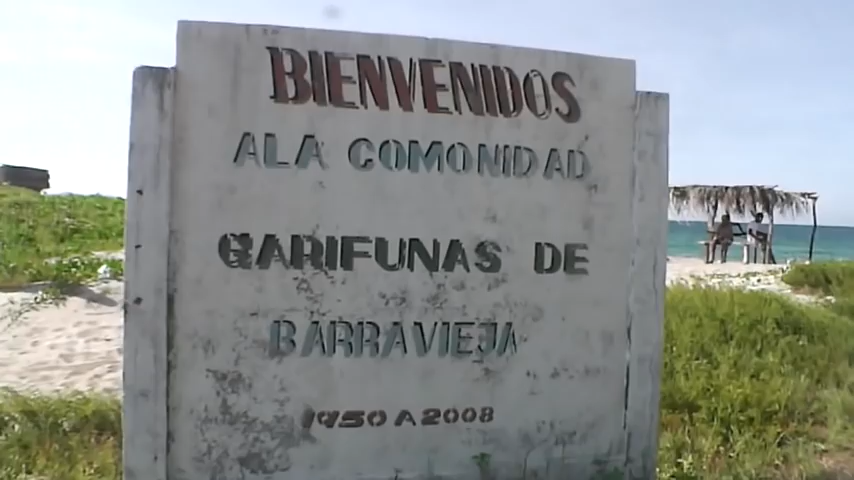 BIENVENIDOS
ALA COMONIDAD
GARIFUNAS DE
BARRAVIEJA
1950 A 2008